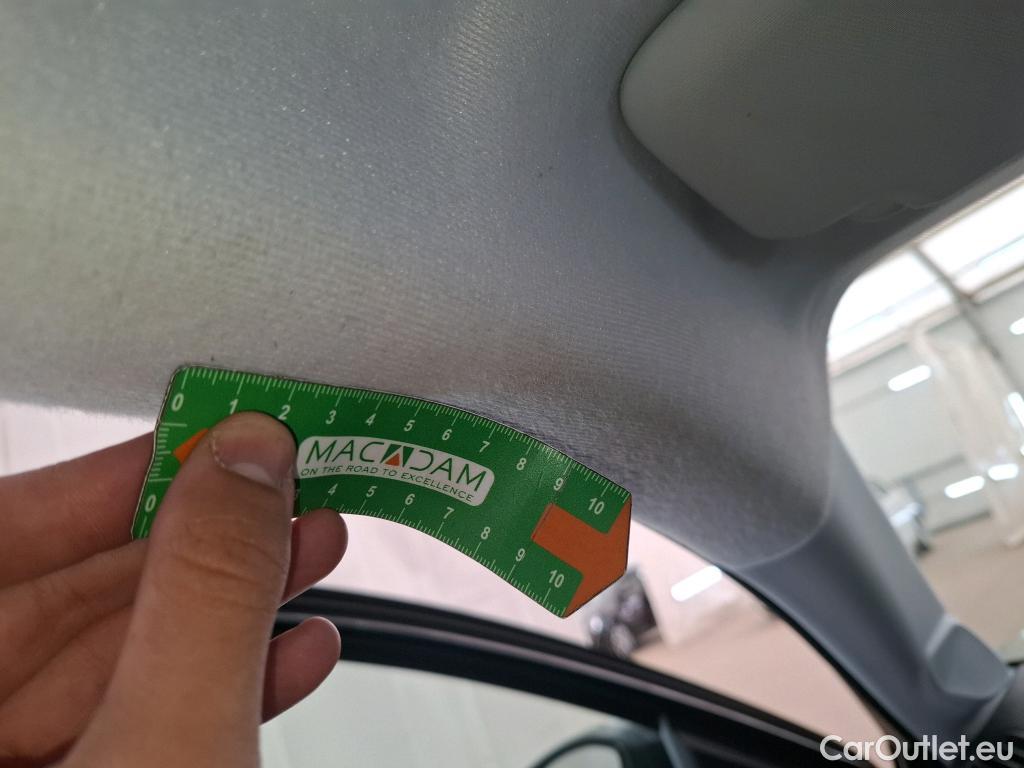 0 1 2 3 4 5 6 7 8 9 10
MACADAM
ON THE ROAD TO EXCELLENCE
0 3 4 5 6 7 8 9 10
CarOutlet.eu